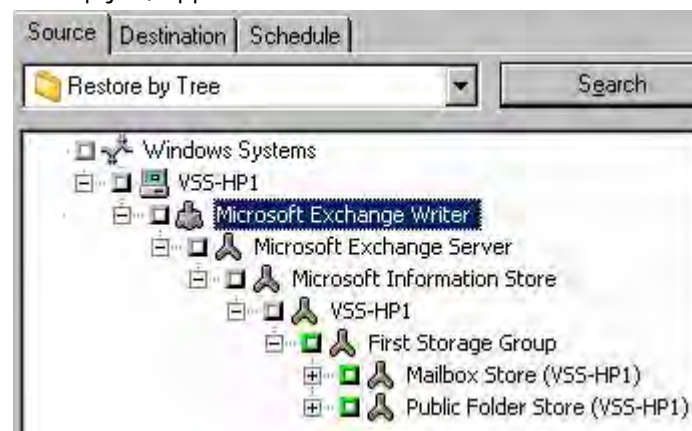 Source Destination Schedule
Restore by Tree Search
Windows Systems
VSS-HP1
Microsoft Exchange Writer
Microsoft Exchange Server
Microsoft Information Store
VSS-HP1
First Storage Group
Mailbox Store (VSS-HP1)
Public Folder Store (VSS-HP1)